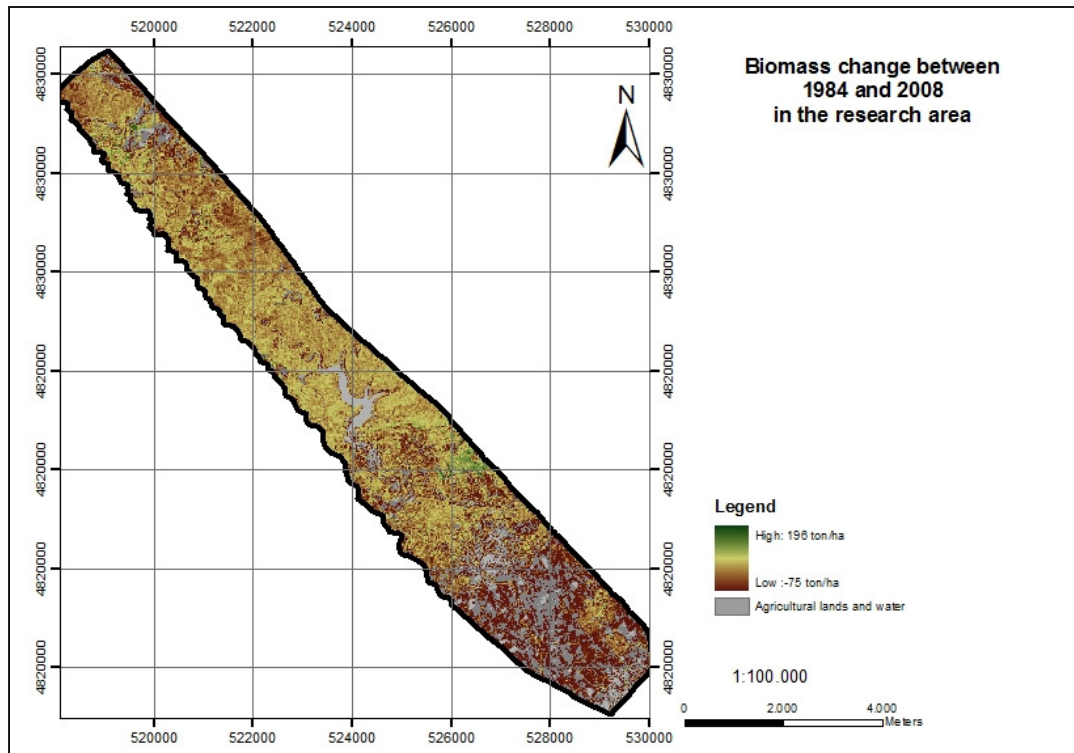 520000 522000 524000 526000 528000 530000
4830000
4830000
4830000
4820000
4820000
4820000
4820000
Biomass change between
1984 and 2008
in the research area
N
Legend
High: 196 ton/ha
Low :-75 ton/ha
Agricultural lands and water
1:100.000
0 2.000 4.000
Meters
4830000
4830000
4830000
4820000
4820000
4820000
4820000
520000 522000 524000 526000 528000 530000